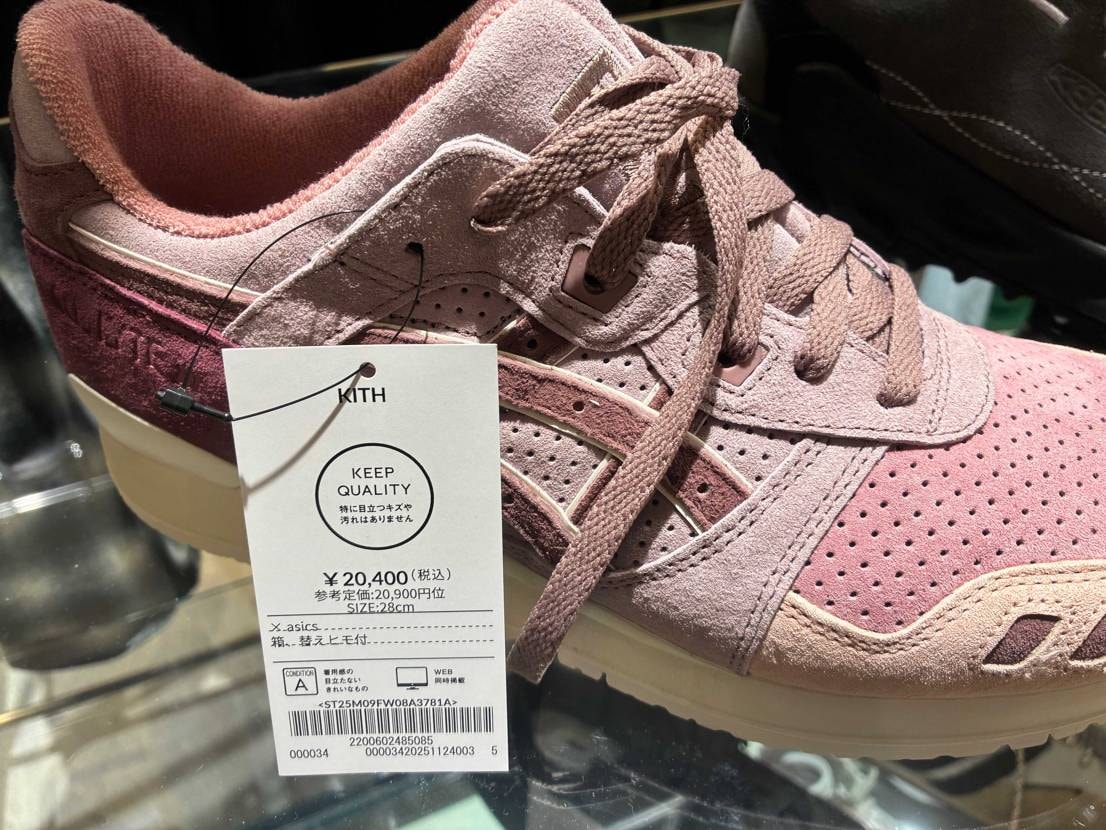 KITH
KEEP
QUALITY
特に目立つキズや
汚れはありません
￥20,400(税込)
参考定価:20,900円位
SIZE:28cm
× asics
箱、替えヒモ付
CONDITION
A
着用感の
目立たない
きれいなもの
WEB
同時掲載
<ST25M09FW08A3781A>
2200602485085
000034 00003420251124003 5